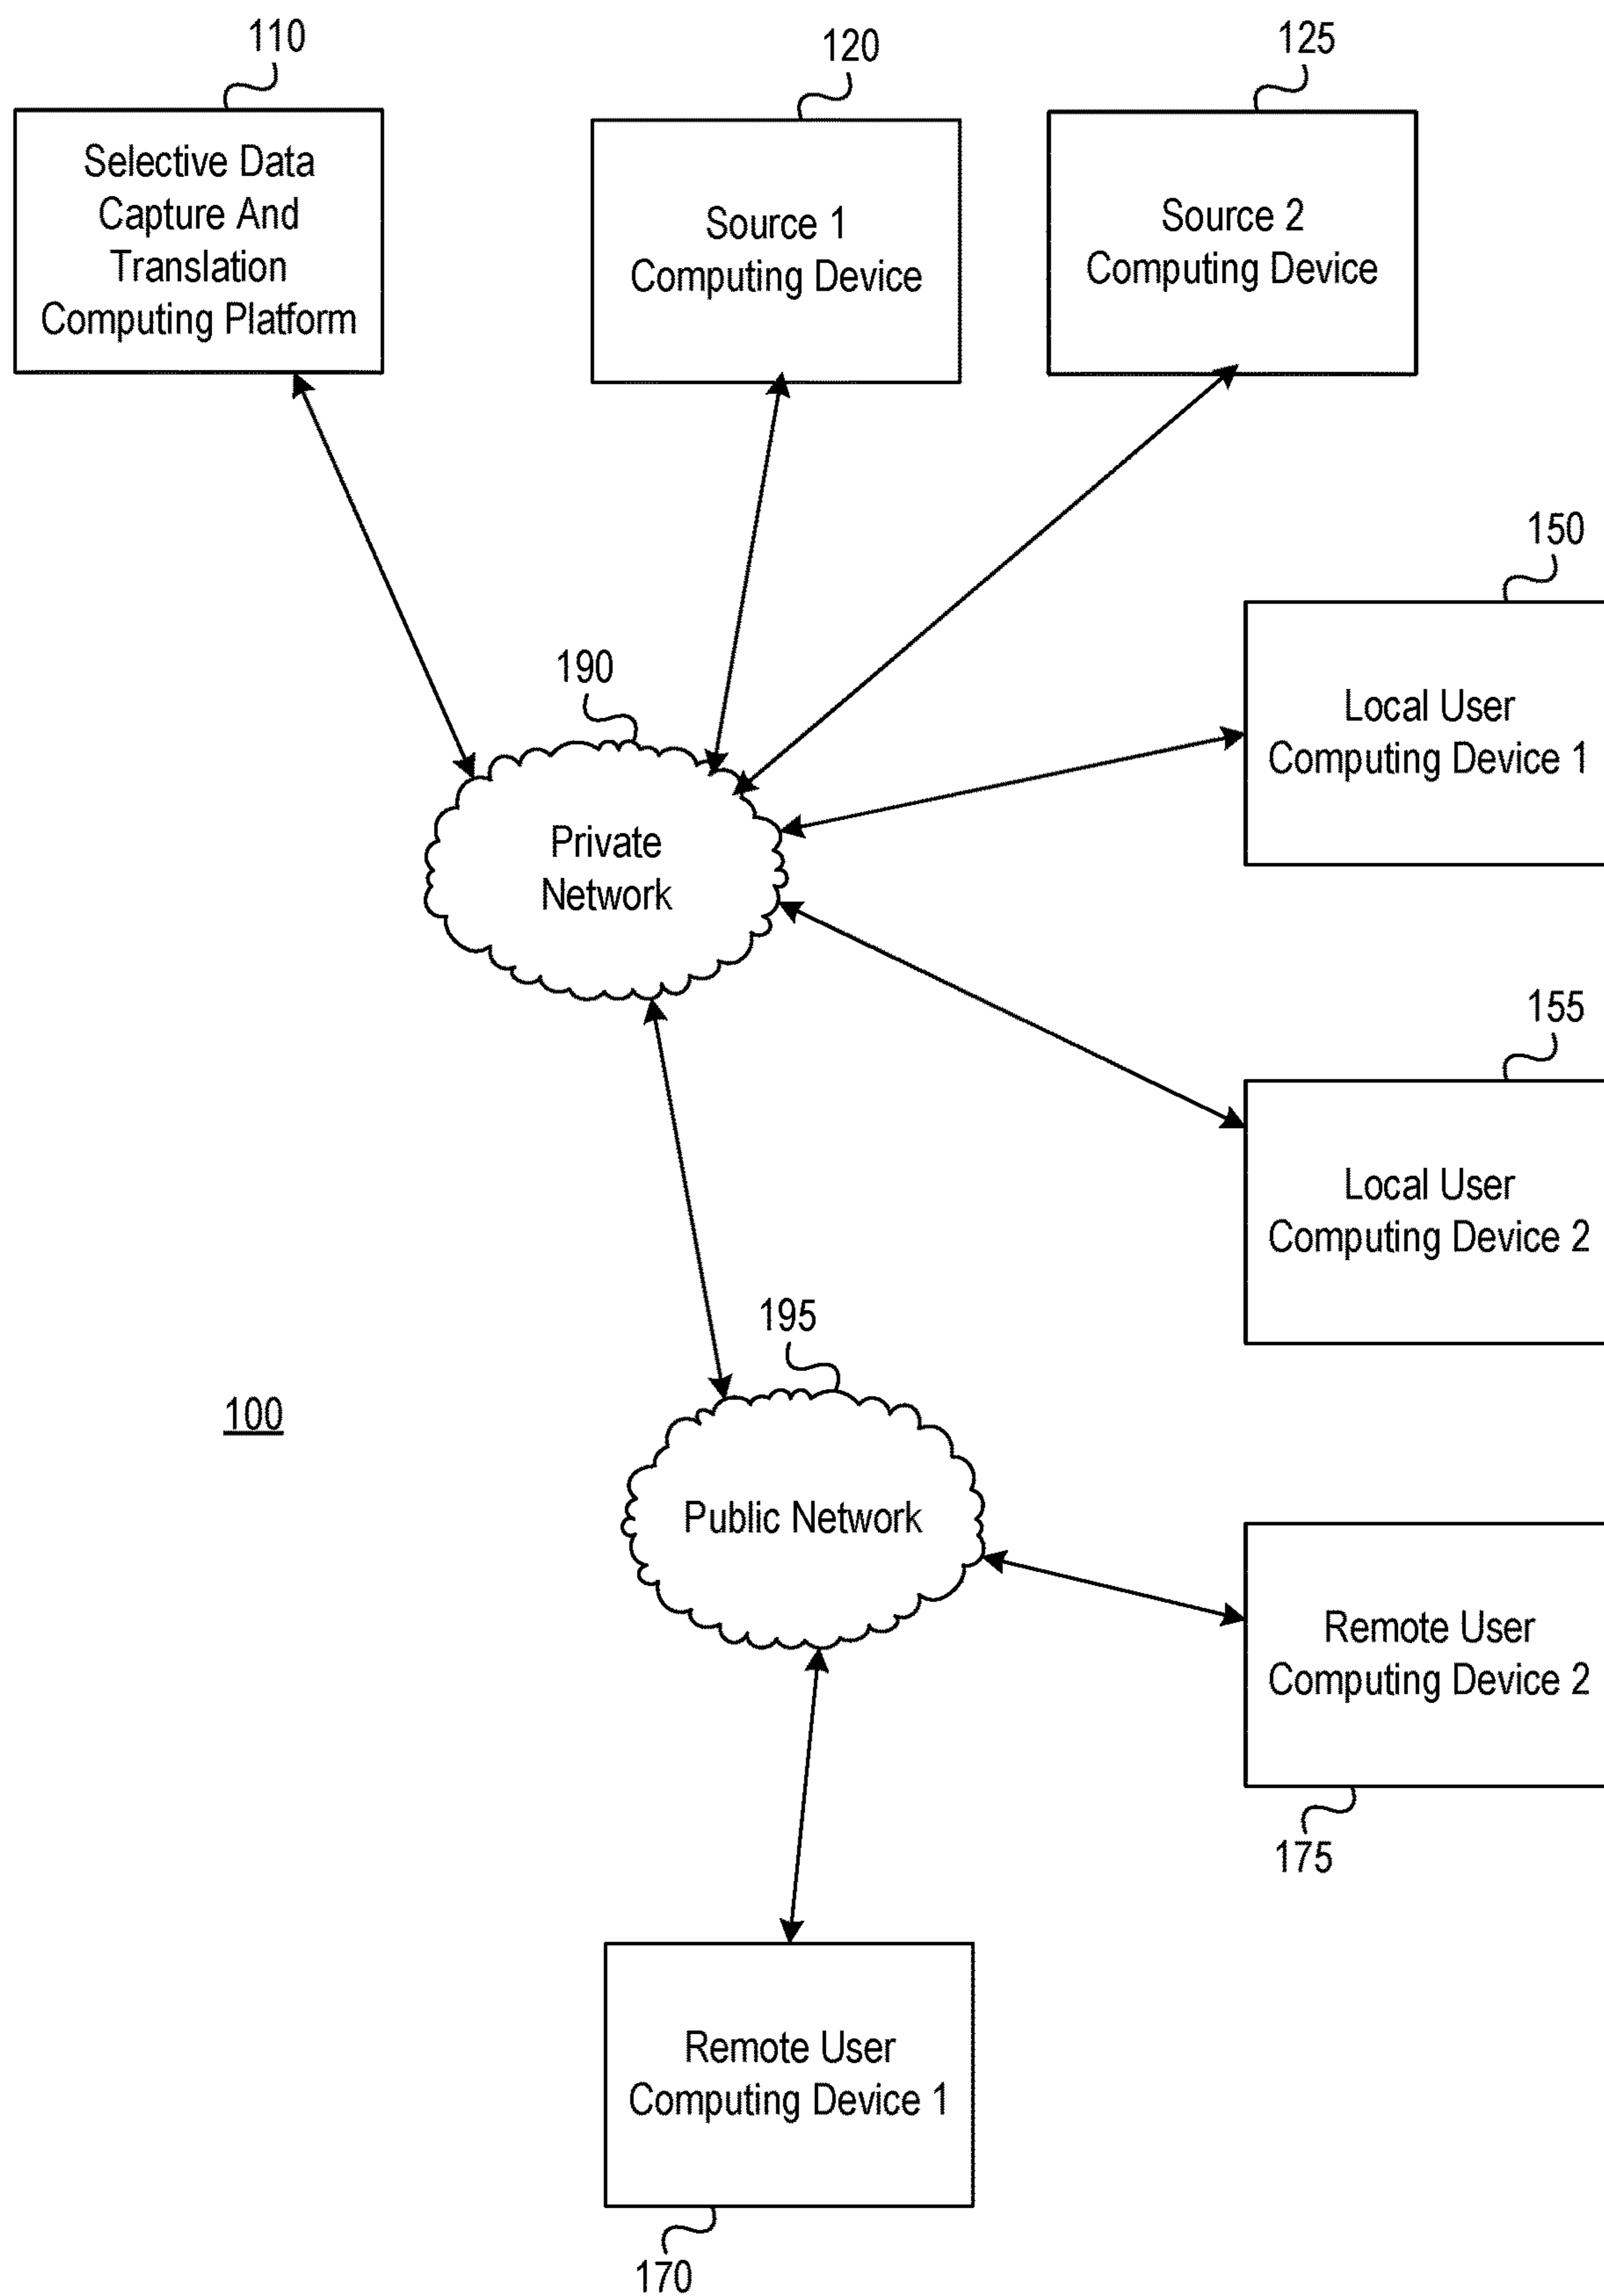 110
120
125
Selective Data
Capture And
Translation
Computing Platform
Source 1
Computing Device
Source 2
Computing Device
150
Local User
Computing Device 1
190
Private
Network
155
Local User
Computing Device 2
195
100
Public Network
Remote User
Computing Device 2
175
Remote User
Computing Device 1
170